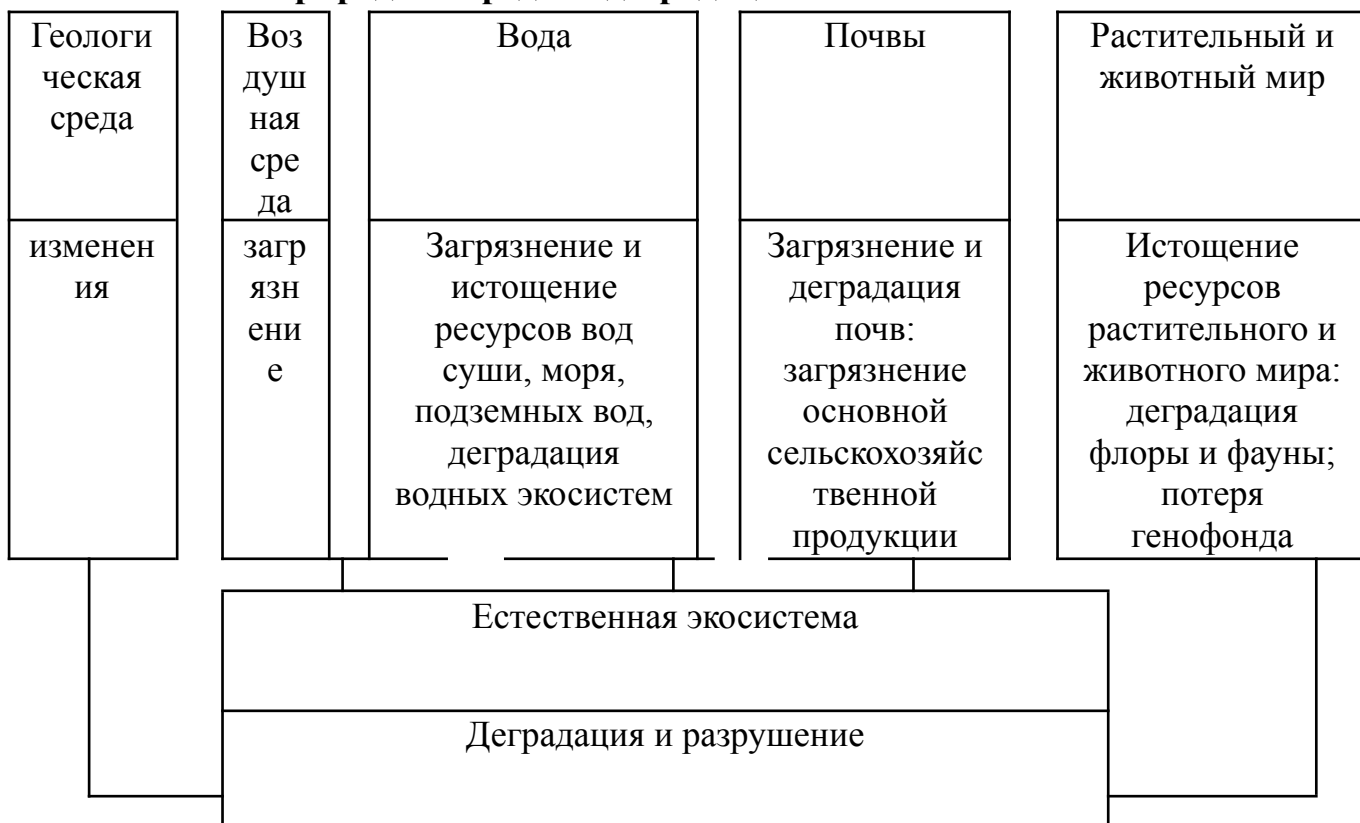 Геологи
ческая
среда
Воз
душ
ная
сре
да
Вода
Почвы
Растительный и
животный мир
изменен
ия
загр
язн
ени
е
Загрязнение и
истощение
ресурсов вод
суши, моря,
подземных вод,
деградация
водных экосистем
Загрязнение и
деградация
почв:
загрязнение
основной
сельскохозяйс
твенной
продукции
Истощение
ресурсов
растительного и
животного мира:
деградация
флоры и фауны;
потеря
генофонда
Естественная экосистема
Деградация и разрушение